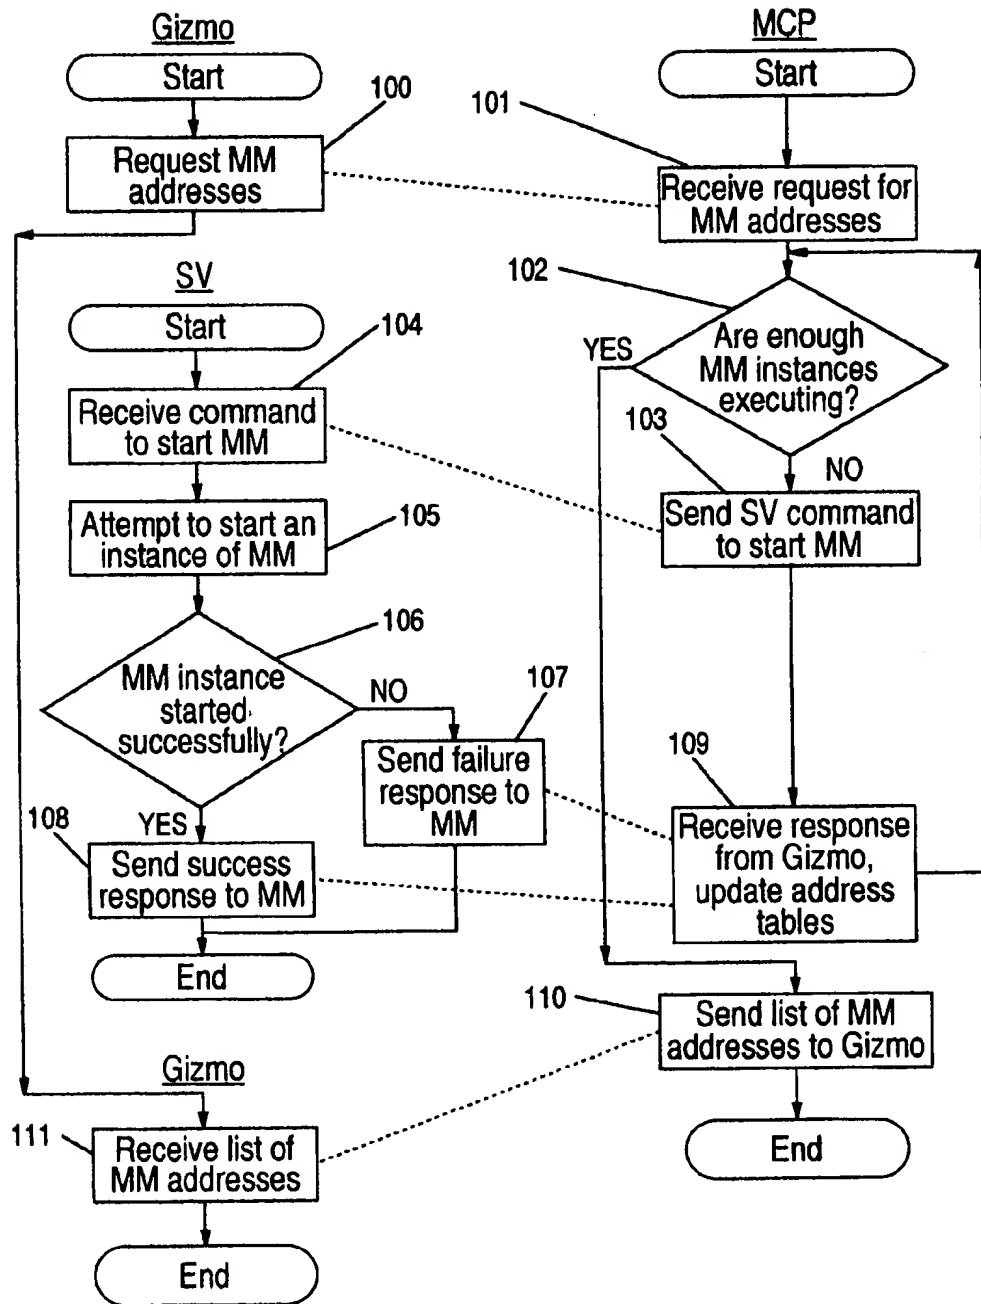 Gizmo
Start
100
Request MM
addresses
MCP
Start
101
Receive request for
MM addresses
102
Are enough
MM instances
executing?
YES
NO
103
Send SV command
to start MM
SV
Start
104
Receive command
to start MM
Attempt to start an
instance of MM
105
106
MM instance
started
successfully?
NO
107
Send failure
response to
MM
YES
108
Send success
response to MM
End
109
Receive response
from Gizmo,
update address
tables
110
Send list of MM
addresses to Gizmo
End
Gizmo
111
Receive list of
MM addresses
End